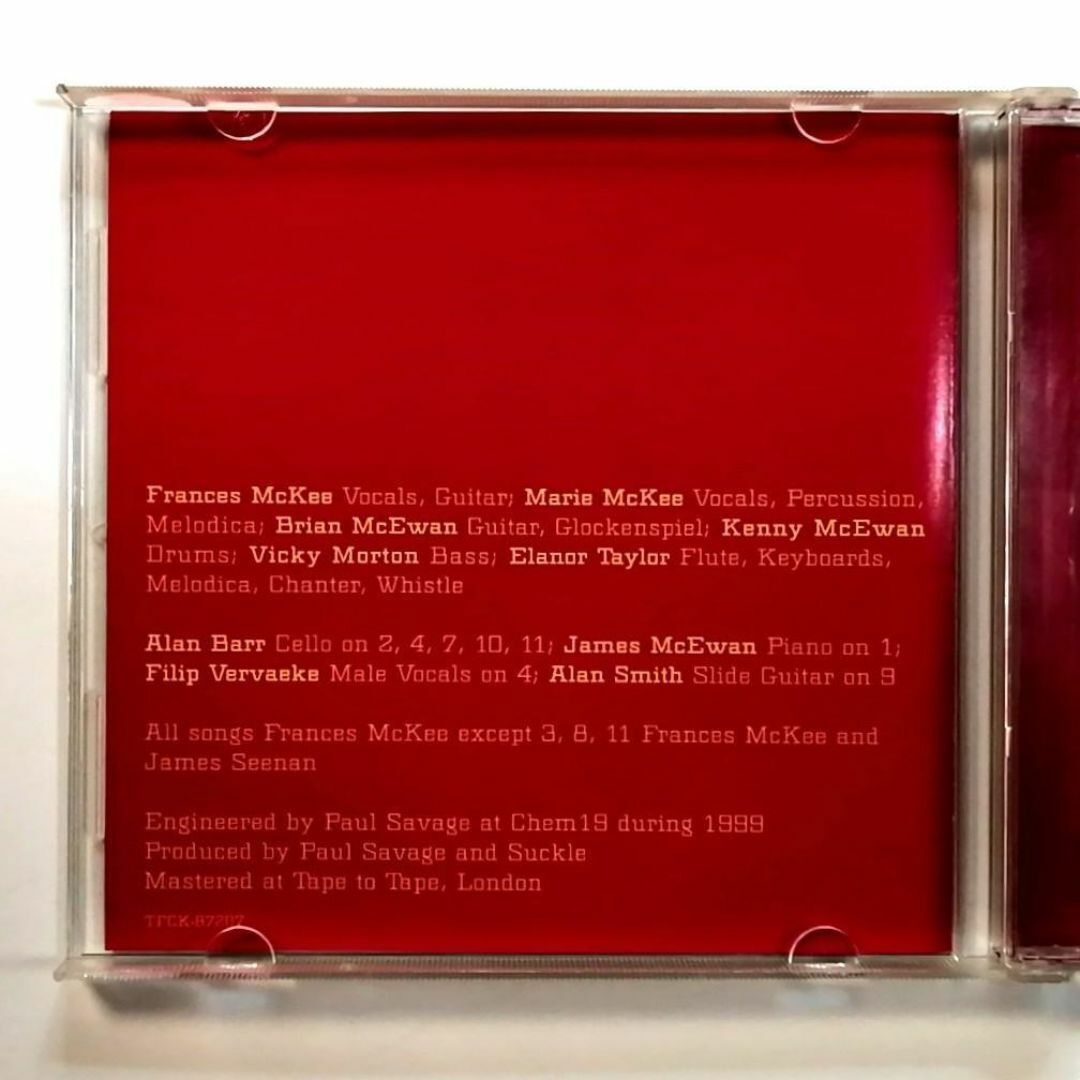 Frances McKee Vocals, Guitar; Marie McKee Vocals, Percussion,
Melodica; Brian McEwan Guitar, Glockenspiel; Kenny McEwan
Drums; Vicky Morton Bass; Elanor Taylor Flute, Keyboards,
Melodica, Chanter, Whistle
Alan Barr Cello on 2, 4, 7, 10, 11; James McEwan Piano on 1;
Filip Vervaeke Male Vocals on 4; Alan Smith Slide Guitar on 9
All songs Frances McKee except 3, 8, 11 Frances McKee and
James Seenan
Engineered by Paul Savage at Chem19 during 1999
Produced by Paul Savage and Suckle
Mastered at Tape to Tape, London
TFCK-87207